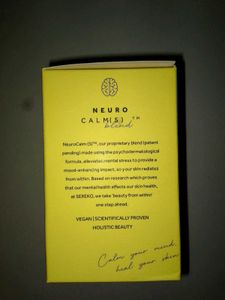 NEURO
CALM(S)™
blend
NeuroCalm (S)™, our proprietary blend (patent
pending) made using the psychodermatological
formula, alleviates mental stress to provide a
mood-enhancing impact, so your skin radiates
from within. Based on research which proves
that our mental health effects our skin health,
at SEREKO, we take 'beauty from within'
one step ahead.
VEGAN | SCIENTIFICALLY PROVEN
HOLISTIC BEAUTY
Calm your mind,
heal your skin